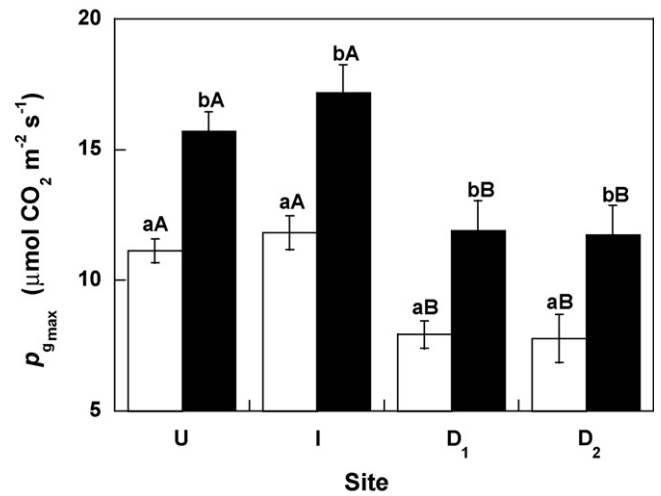 20
bA
bA
15
aA
aA
bB
bB
10
aB
aB
5
p gmax (μmol CO2 m-2 s-1)
U I D1 D2
Site